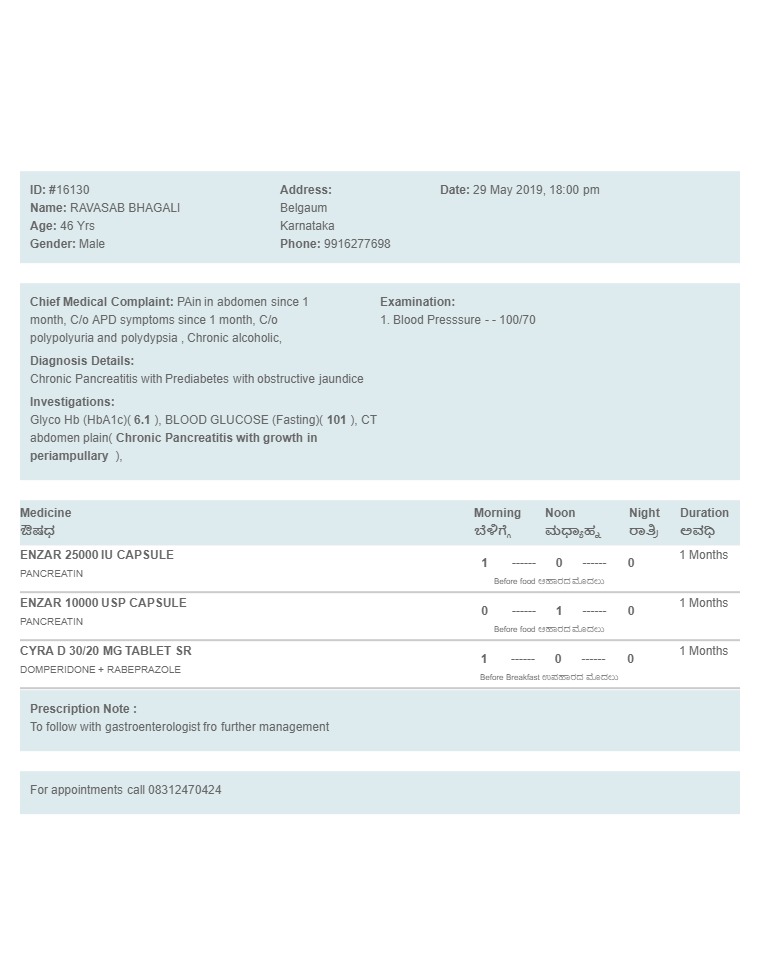 ID: #16130
Name: RAVASAB BHAGALI
Age: 46 Yrs
Gender: Male
Address:
Belgaum
Karnataka
Phone: 9916277698
Date: 29 May 2019, 18:00 pm
Chief Medical Complaint: PAin in abdomen since 1
month, C/o APD symptoms since 1 month, C/o
polypolyuria and polydypsia , Chronic alcoholic,
Diagnosis Details:
Chronic Pancreatitis with Prediabetes with obstructive jaundice
Investigations:
Glyco Hb (HbA1c)( 6.1 ), BLOOD GLUCOSE (Fasting)( 101 ), CT
abdomen plain( Chronic Pancreatitis with growth in
periampullary ),
Examination:
1. Blood Presssure - - 100/70
Medicine Morning Noon Night Duration
ಔಷಧ ಬೆಳಿಗ್ಗೆ ಮಧ್ಯಾಹ್ನ ರಾತ್ರಿ ಅವಧಿ
ENZAR 25000 IU CAPSULE 1 ------ 0 ------ 0 1 Months
PANCREATIN Before food ಆಹಾರದ ಮೊದಲು
ENZAR 10000 USP CAPSULE 0 ------ 1 ------ 0 1 Months
PANCREATIN Before food ಆಹಾರದ ಮೊದಲು
CYRA D 30/20 MG TABLET SR 1 ------ 0 ------ 0 1 Months
DOMPERIDONE + RABEPRAZOLE Before Breakfast ಉಪಹಾರದ ಮೊದಲು
Prescription Note :
To follow with gastroenterologist fro further management
For appointments call 08312470424